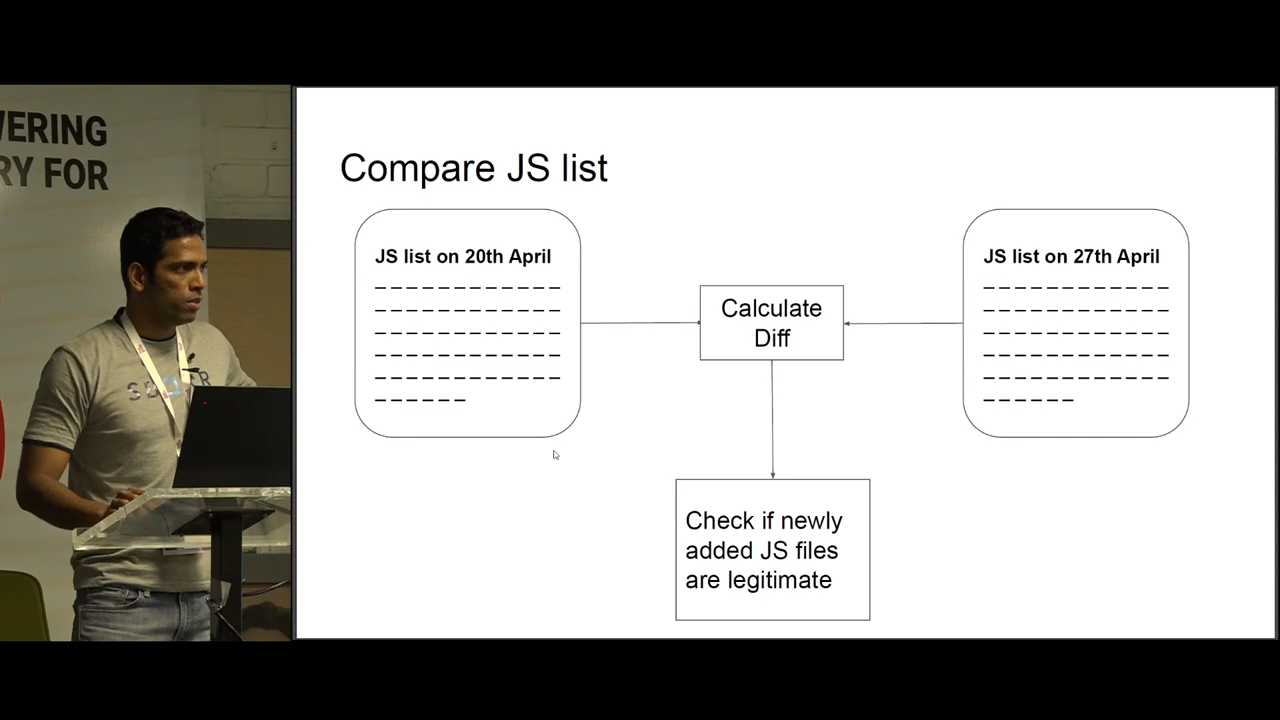 VERING
RY FOR
Compare JS list
JS list on 20th April
JS list on 27th April
Calculate
Diff
Check if newly
added JS files
are legitimate